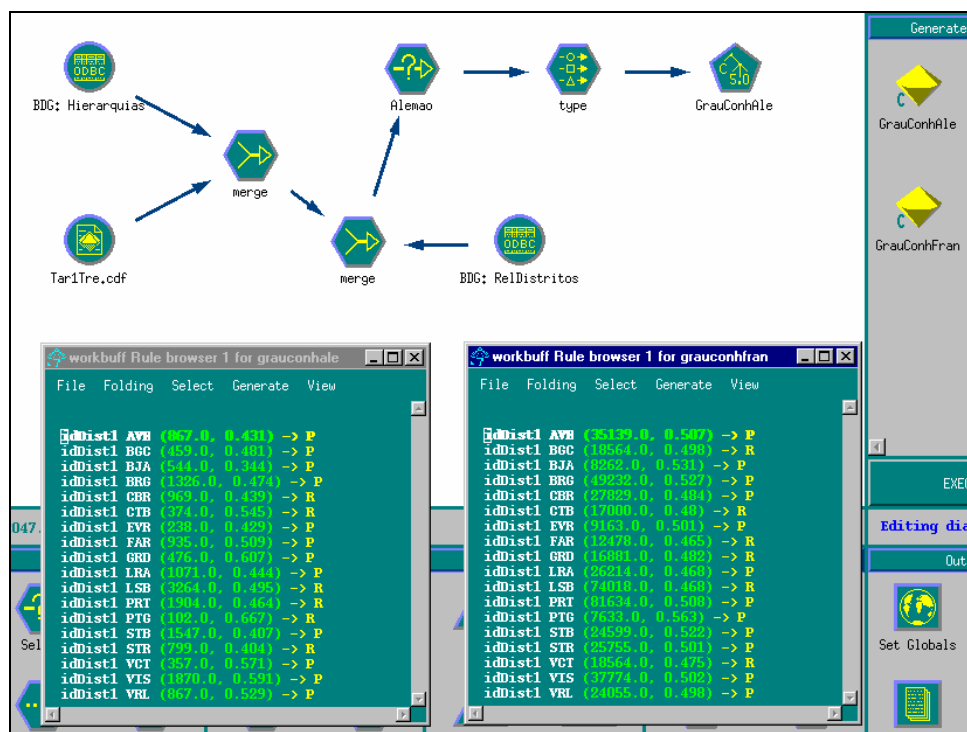 Generate
BDG: Hierarquias
Alemao
type
GrauConhAle
GrauConhAle
merge
Tar1Tre.cdf
merge
BDG: RelDistritos
GrauConhFran
workbuff Rule browser 1 for grauconhale
File Folding Select Generate View
idDist1 AVR (867.0, 0.431) -> P
idDist1 BGC (459.0, 0.481) -> P
idDist1 BJA (544.0, 0.344) -> P
idDist1 BRG (1326.0, 0.474) -> P
idDist1 CBR (969.0, 0.439) -> R
idDist1 CTB (374.0, 0.545) -> R
idDist1 EVR (238.0, 0.429) -> P
idDist1 FAR (935.0, 0.509) -> P
idDist1 GRD (476.0, 0.607) -> P
idDist1 LRA (1071.0, 0.444) -> P
idDist1 LSB (3264.0, 0.495) -> R
idDist1 PRT (1904.0, 0.464) -> R
idDist1 PTG (102.0, 0.667) -> R
idDist1 STB (1547.0, 0.407) -> P
idDist1 STR (799.0, 0.404) -> R
idDist1 VCT (357.0, 0.571) -> P
idDist1 VIS (1870.0, 0.591) -> P
idDist1 VRL (867.0, 0.529) -> P
workbuff Rule browser 1 for grauconhfran
File Folding Select Generate View
idDist1 AVR (35139.0, 0.507) -> P
idDist1 BGC (18564.0, 0.498) -> R
idDist1 BJA (8262.0, 0.531) -> P
idDist1 BRG (49232.0, 0.527) -> P
idDist1 CBR (27829.0, 0.484) -> P
idDist1 CTB (17000.0, 0.48) -> R
idDist1 EVR (9163.0, 0.501) -> P
idDist1 FAR (12478.0, 0.465) -> R
idDist1 GRD (16881.0, 0.482) -> R
idDist1 LRA (26214.0, 0.468) -> P
idDist1 LSB (74018.0, 0.468) -> R
idDist1 PRT (81634.0, 0.508) -> P
idDist1 PTG (7633.0, 0.563) -> P
idDist1 STB (24599.0, 0.522) -> P
idDist1 STR (25755.0, 0.501) -> P
idDist1 VCT (18564.0, 0.475) -> R
idDist1 VIS (37774.0, 0.502) -> P
idDist1 VRL (24055.0, 0.498) -> P
EXE
047.
Editing dia
Out
Sel
Set Globals